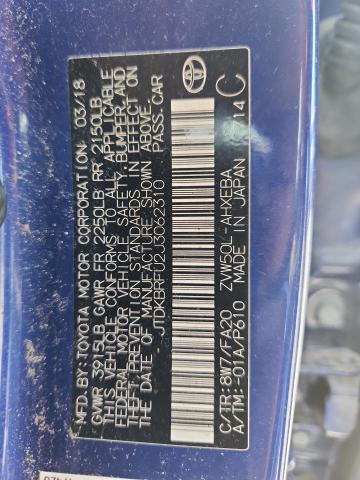 MFD.BY:TOYOTA MOTOR CORPORATION 03/18
GVWR 3915LB GAWR FR 2250LB RR 2150LB
THIS VEHICLE CONFORMS TO ALL APPLICABLE
FEDERAL MOTOR VEHICLE SAFETY, BUMPER, AND
THEFT PREVENTION STANDARDS IN EFFECT ON
THE DATE OF MANUFACTURE SHOWN ABOVE.
JTDKBRFU2J3062310 PASS.CAR
C/TR:8W7/FA20 ZVW50L-AHXEBA
A/TM:-01A/P610 MADE IN JAPAN 14 C